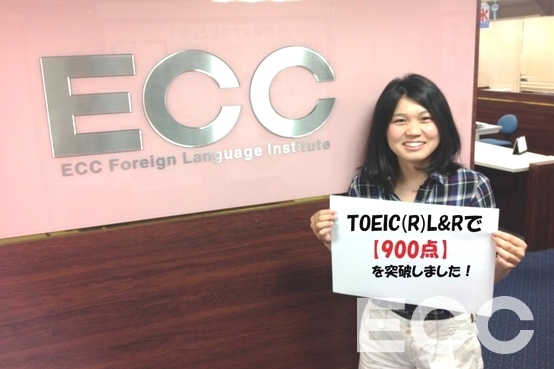 ECC
ECC Foreign Language Institute
TOEIC(R)L&Rで
【900点】
を突破しました！
ECC